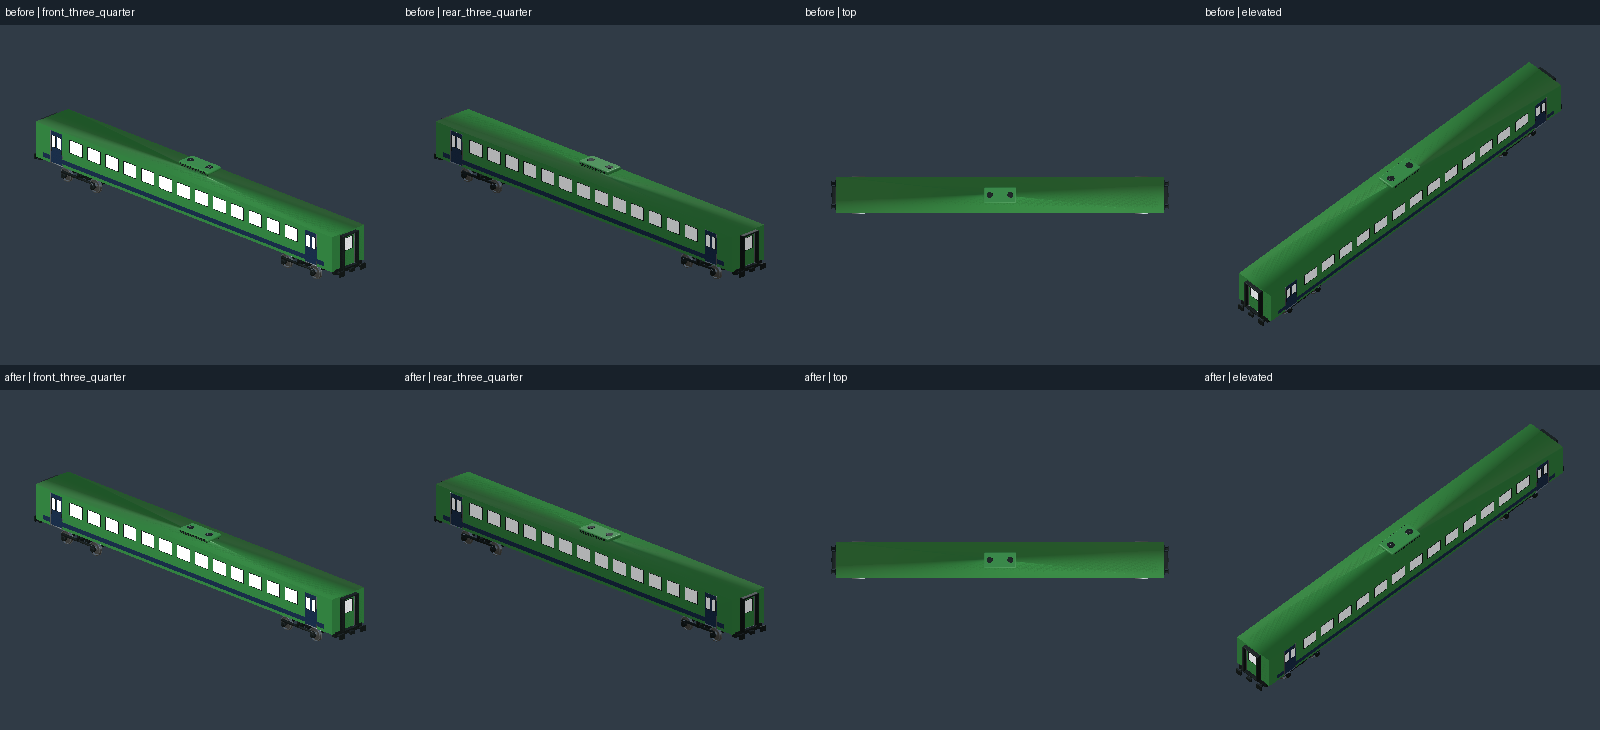 before | front_three_quarter
before | rear_three_quarter
before | top
before | elevated
after | front_three_quarter
after | rear_three_quarter
after | top
after | elevated